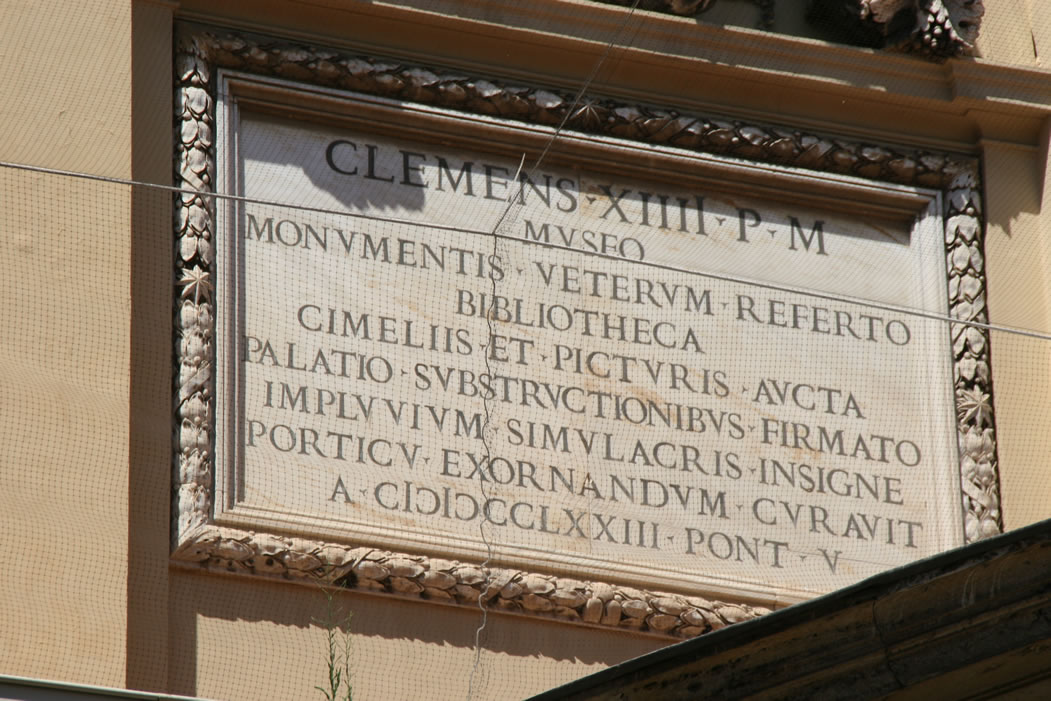 CLEMENS · XIIII · P · M
MVSEO
MONVMENTIS · VETERVM · REFERTO
BIBLIOTHECA
CIMELIIS · ET · PICTVRIS · AVCTA
PALATIO · SVBSTRVCTIONIBVS · FIRMATO
IMPLVVIVM · SIMVLACRIS · INSIGNE
PORTICV · EXORNANDVM · CVRAVIT
A · CIƆIƆCCLXXIII · PONT · V